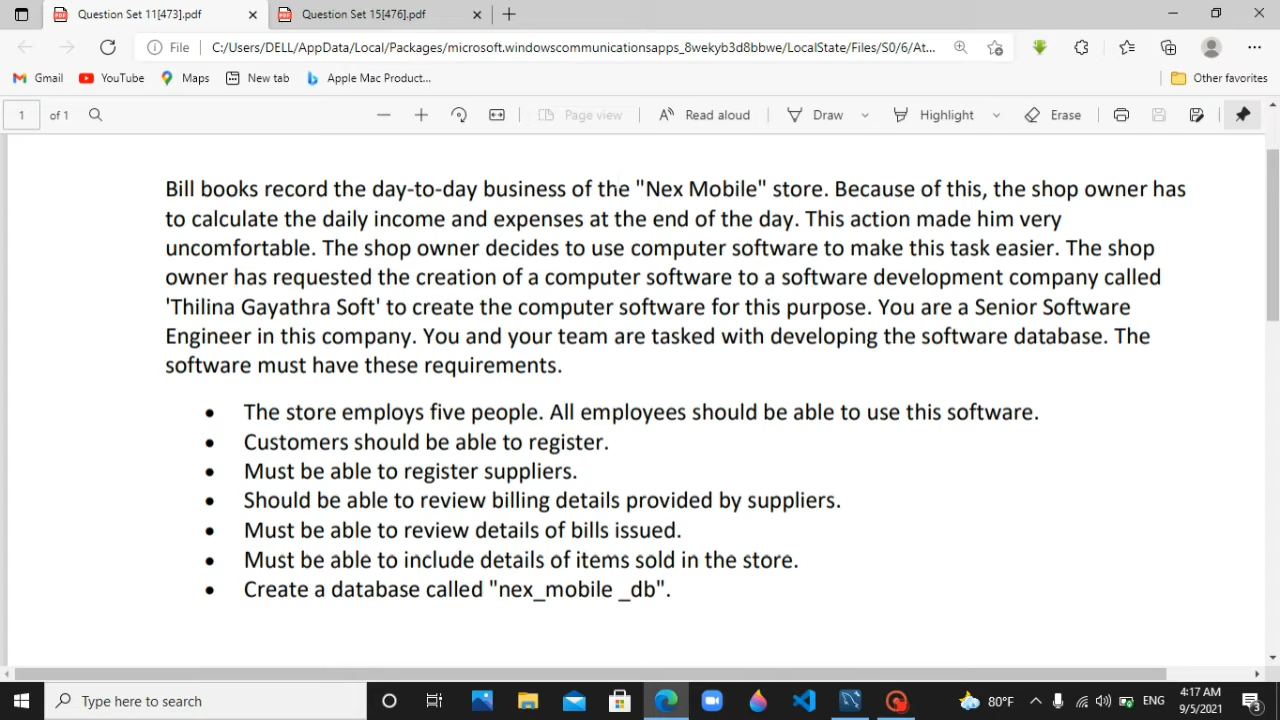 Question Set 11[473].pdf
Question Set 15[476].pdf
File
C:/Users/DELL/AppData/Local/Packages/microsoft.windowscommunicationsapps_8wekyb3d8bbwe/LocalState/Files/S0/6/At...
Gmail
YouTube
Maps
New tab
Apple Mac Product...
Other favorites
1
of 1
Page view
Read aloud
Draw
Highlight
Erase
Bill books record the day-to-day business of the "Nex Mobile" store. Because of this, the shop owner has
to calculate the daily income and expenses at the end of the day. This action made him very
uncomfortable. The shop owner decides to use computer software to make this task easier. The shop
owner has requested the creation of a computer software to a software development company called
'Thilina Gayathra Soft' to create the computer software for this purpose. You are a Senior Software
Engineer in this company. You and your team are tasked with developing the software database. The
software must have these requirements.
• The store employs five people. All employees should be able to use this software.
• Customers should be able to register.
• Must be able to register suppliers.
• Should be able to review billing details provided by suppliers.
• Must be able to review details of bills issued.
• Must be able to include details of items sold in the store.
• Create a database called "nex_mobile _db".
Type here to search
80°F
ENG
4:17 AM
9/5/2021
3